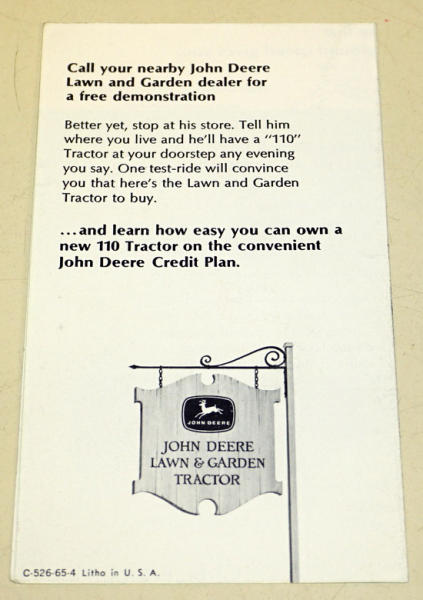 Call your nearby John Deere
Lawn and Garden dealer for
a free demonstration
Better yet, stop at his store. Tell him
where you live and he'll have a "110"
Tractor at your doorstep any evening
you say. One test-ride will convince
you that here's the Lawn and Garden
Tractor to buy.
...and learn how easy you can own a
new 110 Tractor on the convenient
John Deere Credit Plan.
JOHN DEERE
JOHN DEERE
LAWN & GARDEN
TRACTOR
C-526-65-4 Litho in U. S. A.